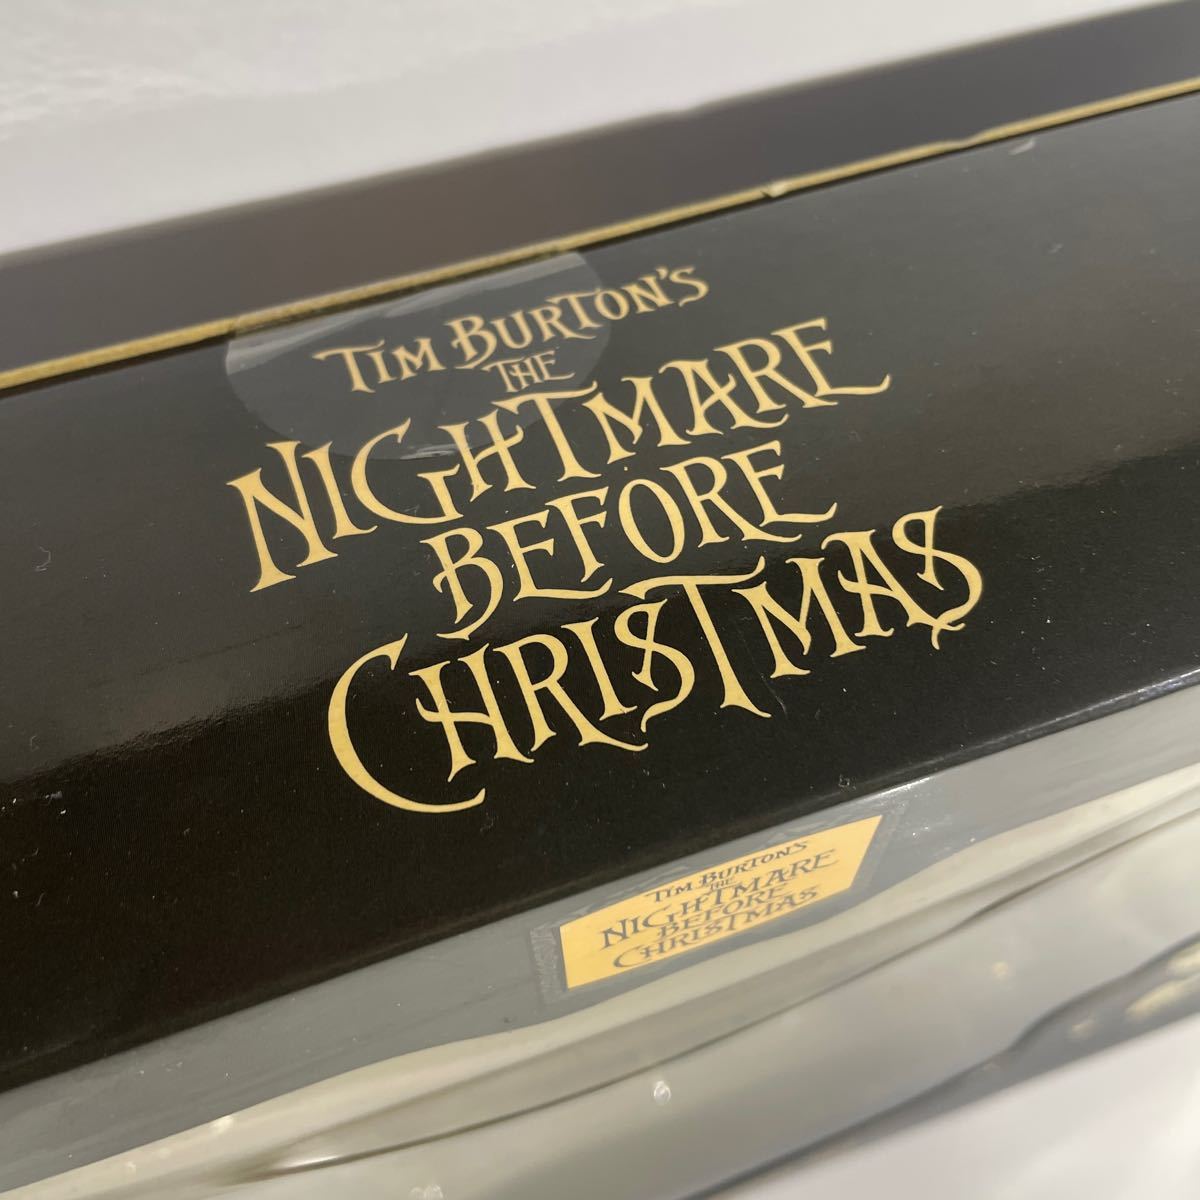 TIM BURTON'S
THE
NIGHTMARE
BEFORE
CHRISTMAS
TIM BURTON'S
THE
NIGHTMARE
BEFORE
CHRISTMAS